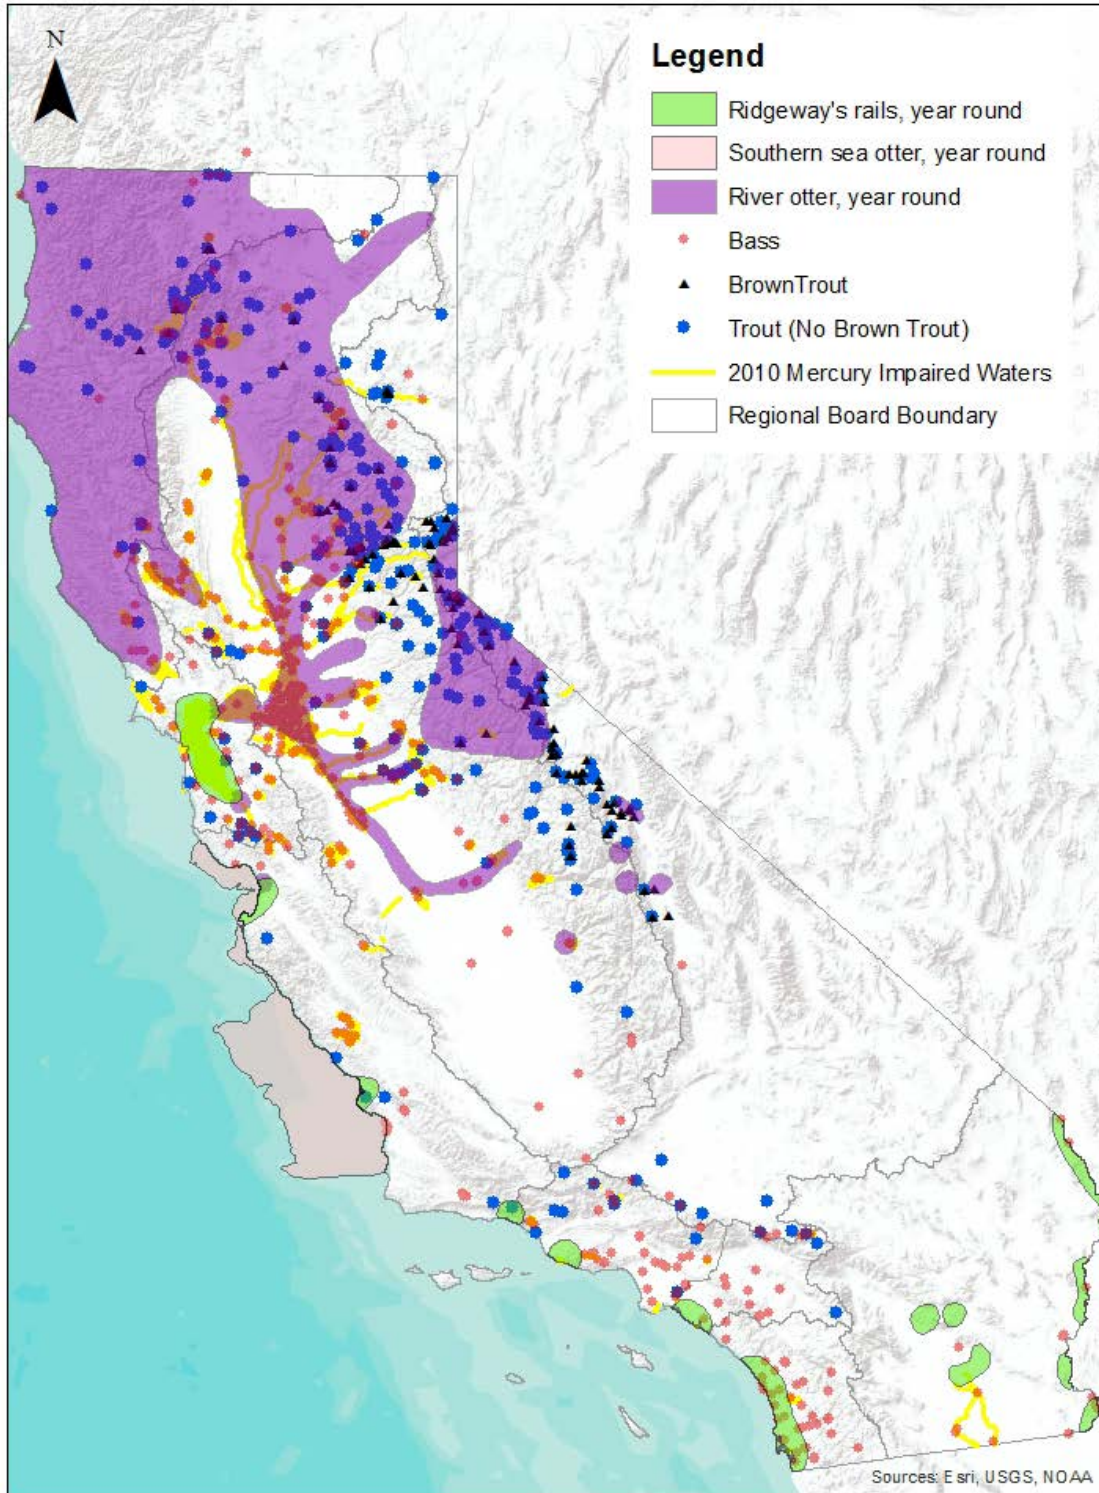 N
Legend
Ridgeway's rails, year round
Southern sea otter, year round
River otter, year round
Bass
BrownTrout
Trout (No Brown Trout)
2010 Mercury Impaired Waters
Regional Board Boundary
Sources: Esri, USGS, NOAA